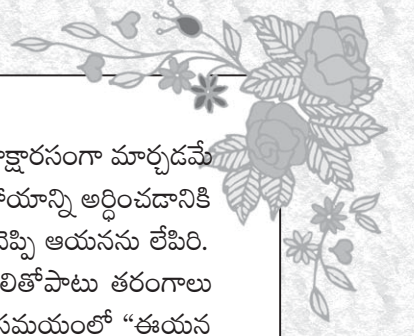 ాక్షారసంగా మార్చడమే
ాయాన్ని అర్థించడానికి
చెప్పి ఆయనను లేపిరి.
లితోపాటు తరంగాలు
సమయంలో “ఈయన